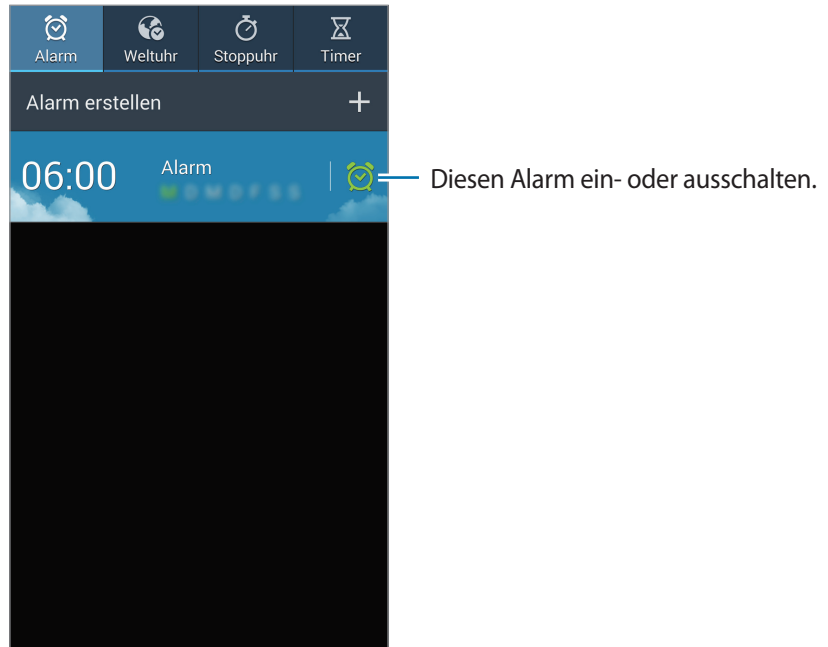 Alarm Weltuhr Stoppuhr Timer
Alarm erstellen
06:00 Alarm
M D M D F S S
Diesen Alarm ein- oder ausschalten.